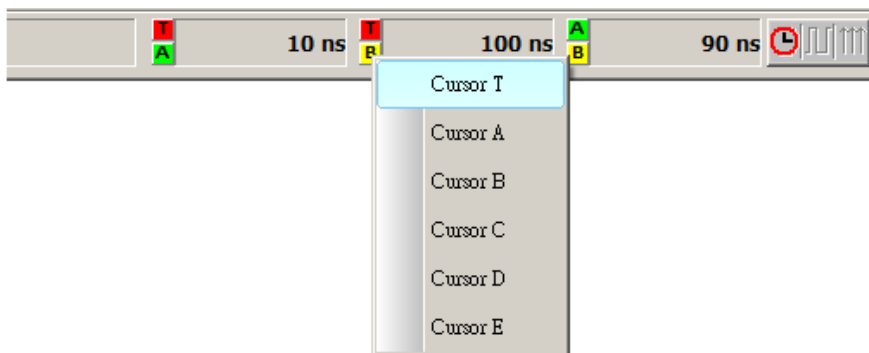 T 10 ns T 100 ns A 90 ns
A B B
Cursor T
Cursor A
Cursor B
Cursor C
Cursor D
Cursor E